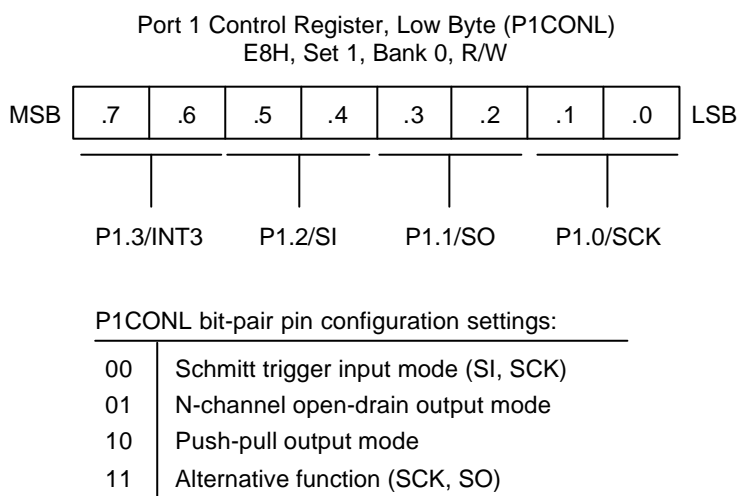 Port 1 Control Register, Low Byte (P1CONL)
E8H, Set 1, Bank 0, R/W
MSB .7 .6 .5 .4 .3 .2 .1 .0 LSB
P1.3/INT3 P1.2/SI P1.1/SO P1.0/SCK
P1CONL bit-pair pin configuration settings:
00 Schmitt trigger input mode (SI, SCK)
01 N-channel open-drain output mode
10 Push-pull output mode
11 Alternative function (SCK, SO)